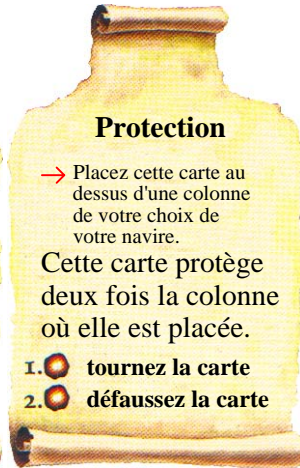 Protection
→ Placez cette carte au
dessus d'une colonne
de votre choix de
votre navire.
Cette carte protège
deux fois la colonne
où elle est placée.
1. tournez la carte
2. défaussez la carte